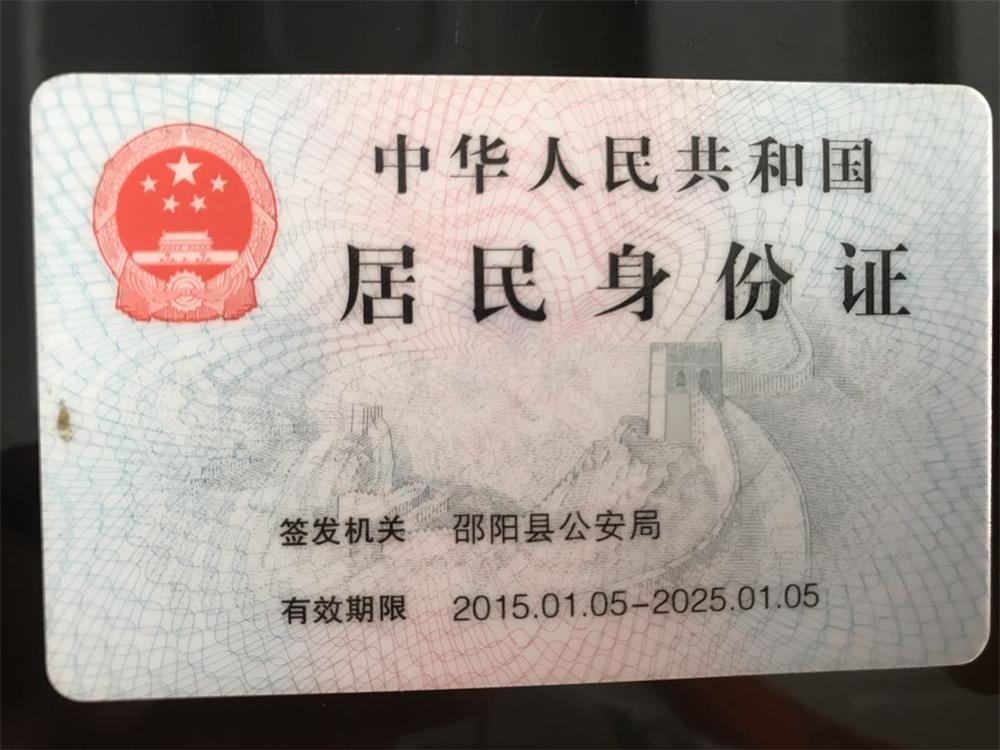 中华人民共和国
居民身份证
签发机关 邵阳县公安局
有效期限 2015.01.05-2025.01.05